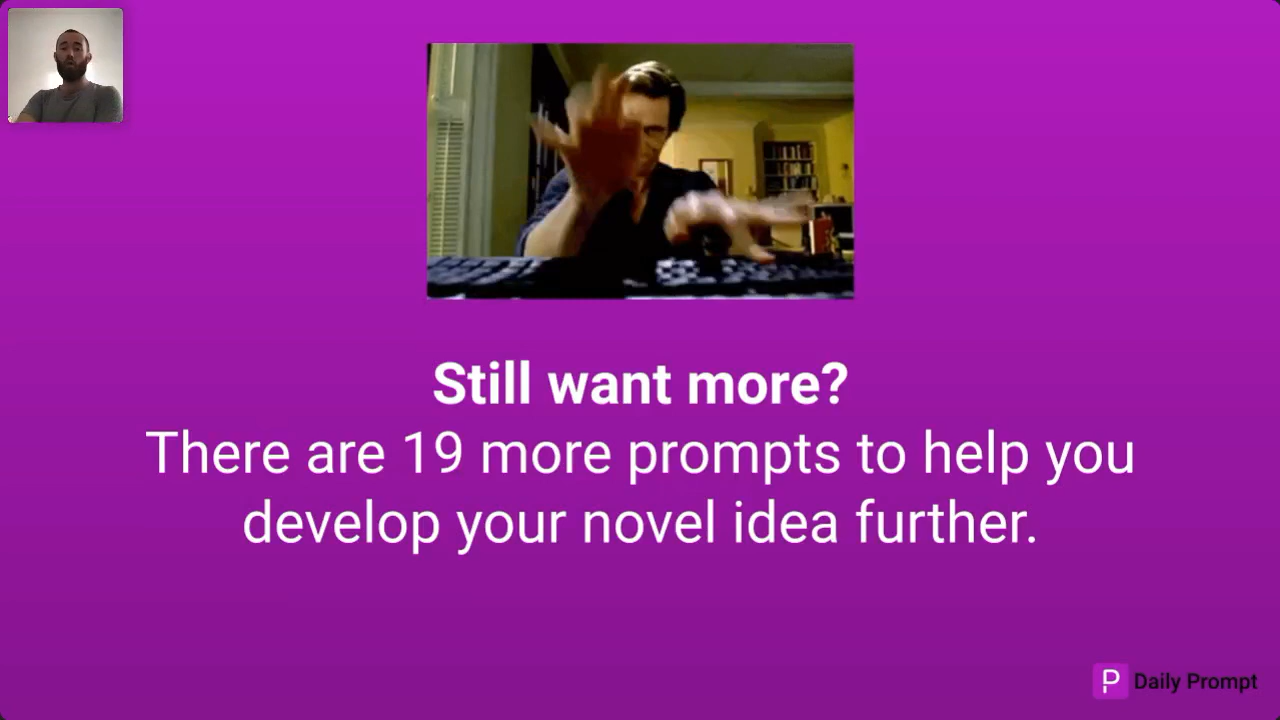 Still want more?
There are 19 more prompts to help you
develop your novel idea further.
P Daily Prompt